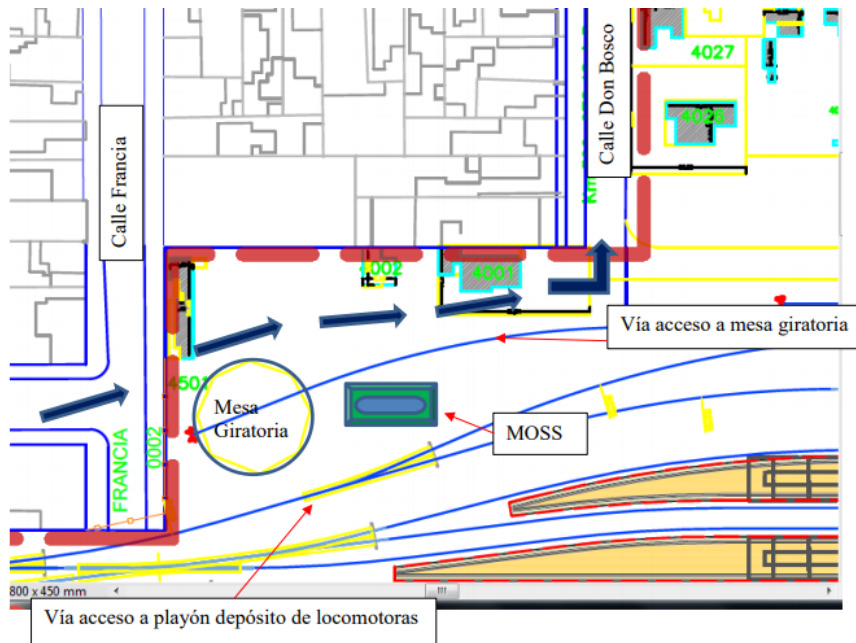 Calle Francia
Calle Don Bosco
4027
4026
4002
4001
Vía acceso a mesa giratoria
4501
Mesa
Giratoria
MOSS
FRANCIA
0002
800 x 450 mm
Vía acceso a playón depósito de locomotoras